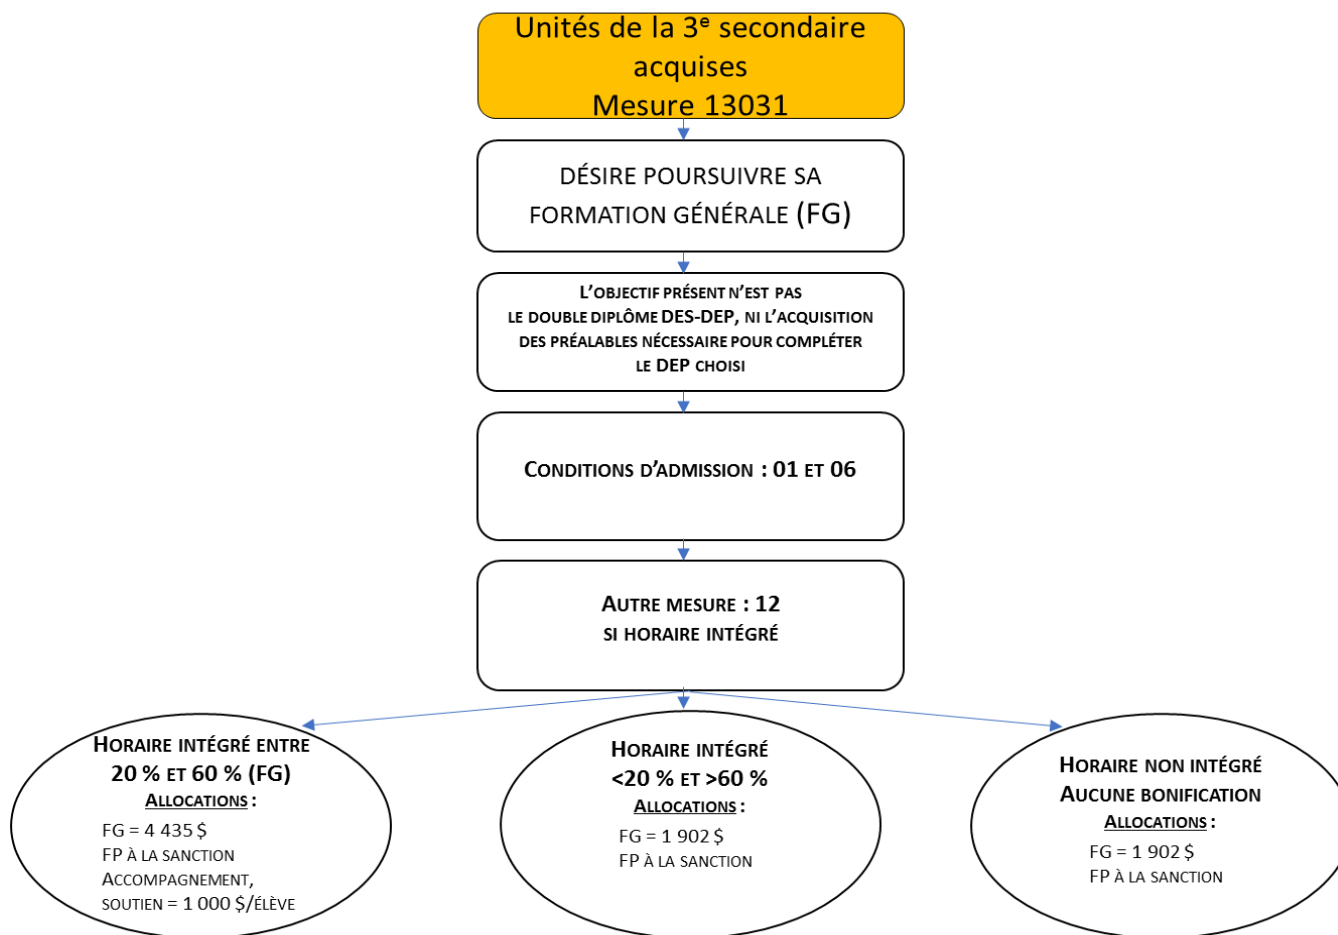 Unités de la 3e secondaire
acquises
Mesure 13031
DÉSIRE POURSUIVRE SA
FORMATION GÉNÉRALE (FG)
L'OBJECTIF PRÉSENT N'EST PAS
LE DOUBLE DIPLÔME DES-DEP, NI L'ACQUISITION
DES PRÉALABLES NÉCESSAIRE POUR COMPLÉTER
LE DEP CHOISI
CONDITIONS D'ADMISSION : 01 ET 06
AUTRE MESURE : 12
SI HORAIRE INTÉGRÉ
HORAIRE INTÉGRÉ ENTRE
20 % ET 60 % (FG)
ALLOCATIONS :
FG = 4 435 $
FP À LA SANCTION
ACCOMPAGNEMENT,
SOUTIEN = 1 000 $/ÉLÈVE
HORAIRE INTÉGRÉ
<20 % ET >60 %
ALLOCATIONS :
FG = 1 902 $
FP À LA SANCTION
HORAIRE NON INTÉGRÉ
AUCUNE BONIFICATION
ALLOCATIONS :
FG = 1 902 $
FP À LA SANCTION